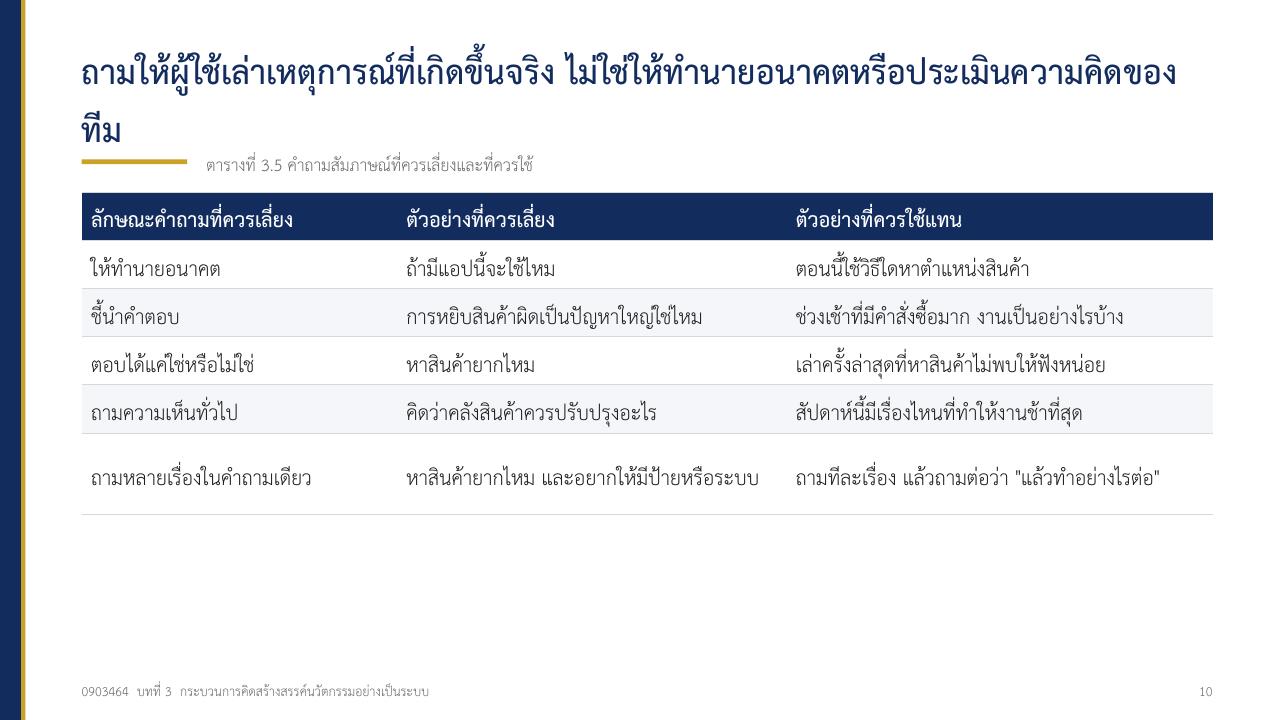 ถามให้ผู้ใช้เล่าเหตุการณ์ที่เกิดขึ้นจริง ไม่ใช่ให้ทำนายอนาคตหรือประเมินความคิดของ
ทีม
ตารางที่ 3.5 คำถามสัมภาษณ์ที่ควรเลี่ยงและที่ควรใช้
ลักษณะคำถามที่ควรเลี่ยง ตัวอย่างที่ควรเลี่ยง ตัวอย่างที่ควรใช้แทน
ให้ทำนายอนาคต ถ้ามีแอปนี้จะใช้ไหม ตอนนี้ใช้วิธีใดหาตำแหน่งสินค้า
ชี้นำคำตอบ การหยิบสินค้าผิดเป็นปัญหาใหญ่ใช่ไหม ช่วงเช้าที่มีคำสั่งซื้อมาก งานเป็นอย่างไรบ้าง
ตอบได้แค่ใช่หรือไม่ใช่ หาสินค้ายากไหม เล่าครั้งล่าสุดที่หาสินค้าไม่พบให้ฟังหน่อย
ถามความเห็นทั่วไป คิดว่าคลังสินค้าควรปรับปรุงอะไร สัปดาห์นี้มีเรื่องไหนที่ทำให้งานช้าที่สุด
ถามหลายเรื่องในคำถามเดียว หาสินค้ายากไหม และอยากให้มีป้ายหรือระบบ ถามทีละเรื่อง แล้วถามต่อว่า "แล้วทำอย่างไรต่อ"
0903464 บทที่ 3 กระบวนการคิดสร้างสรรค์นวัตกรรมอย่างเป็นระบบ 10